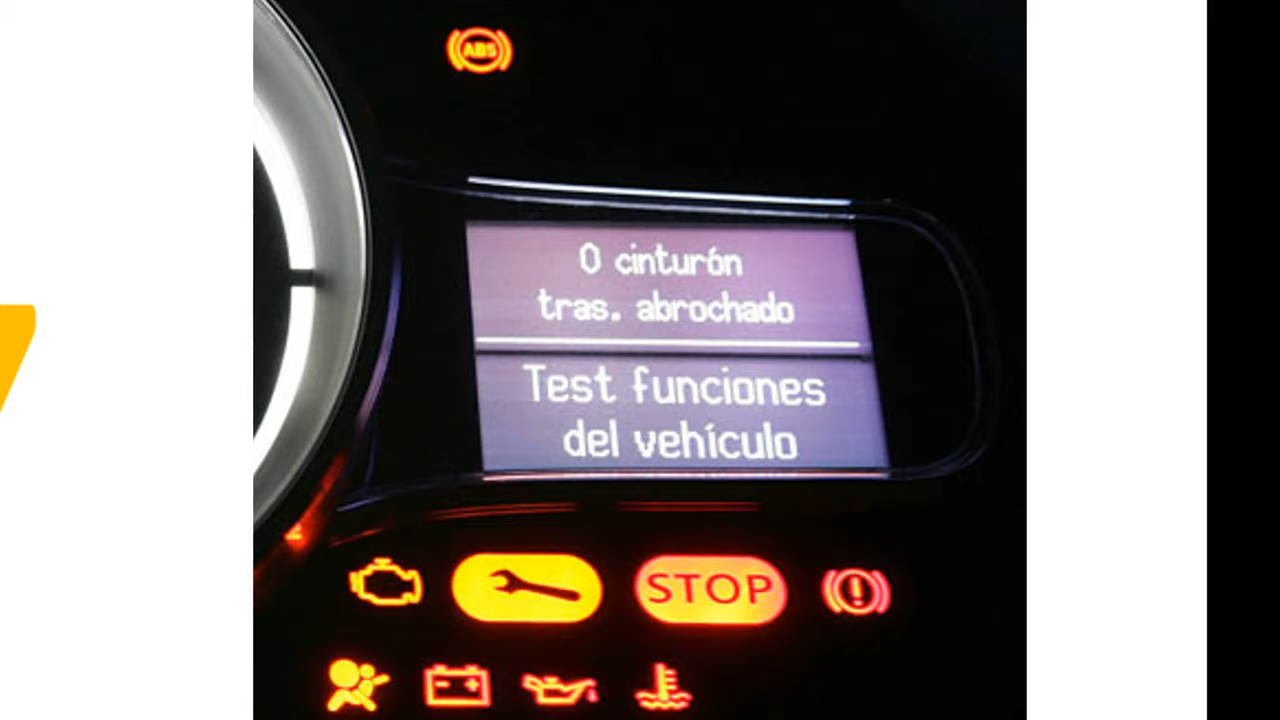 ABS
0 cinturón
tras. abrochado
Test funciones
del vehículo
STOP